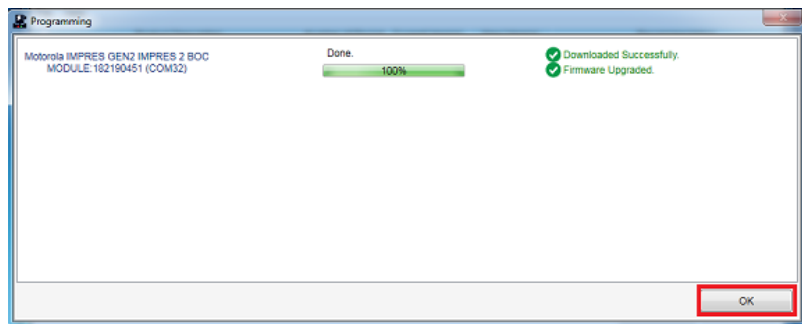 Programming
Motorola IMPRES GEN2 IMPRES 2 BOC
MODULE:182190451 (COM32)
Done.
100%
Downloaded Successfully.
Firmware Upgraded.
OK